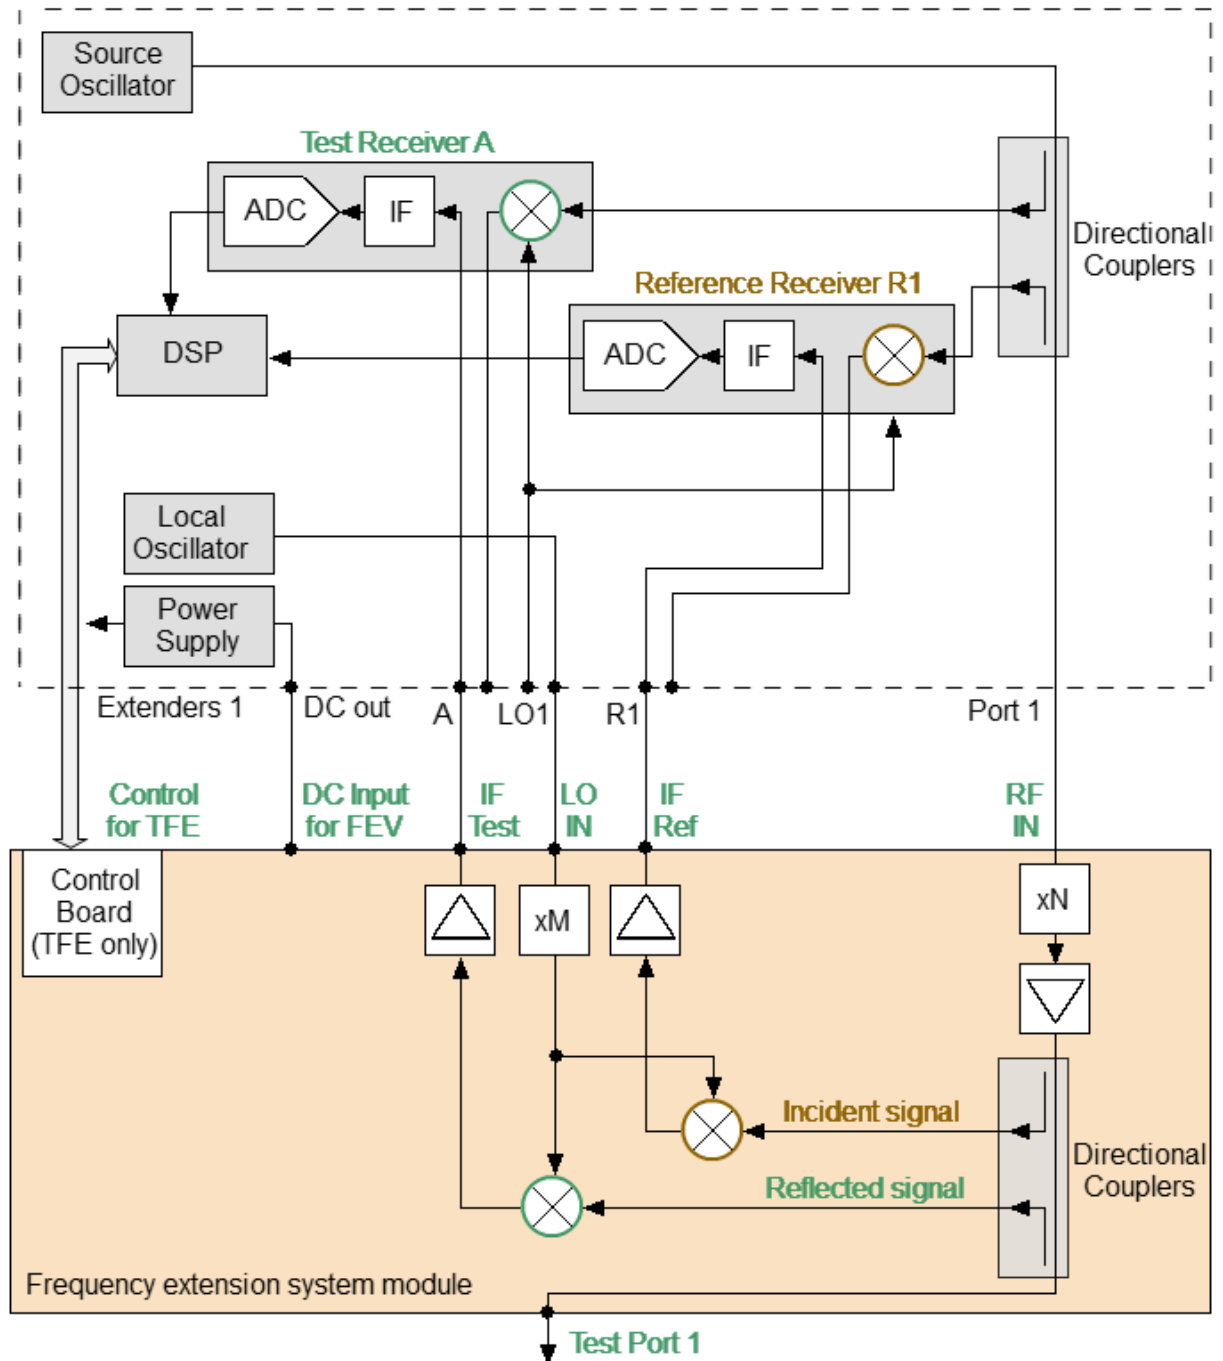 Source
Oscillator
Test Receiver A
ADC
IF
Directional
Couplers
Reference Receiver R1
DSP
ADC
IF
Local
Oscillator
Power
Supply
Extenders 1
DC out
A
LO1
R1
Port 1
Control
for TFE
DC Input
for FEV
IF
Test
LO
IN
IF
Ref
RF
IN
Control
Board
(TFE only)
xM
xN
Incident signal
Directional
Couplers
Reflected signal
Frequency extension system module
Test Port 1